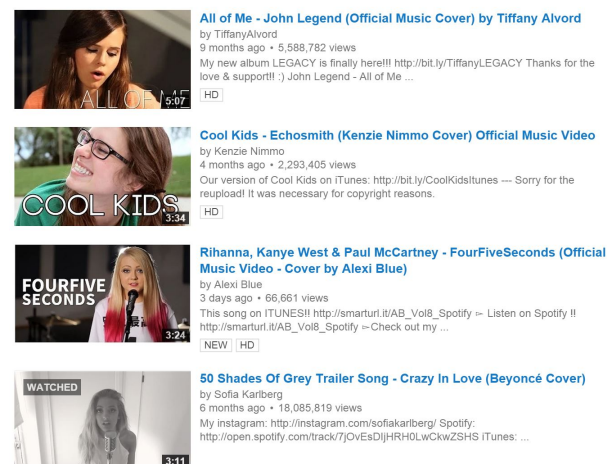 All of Me - John Legend (Official Music Cover) by Tiffany Alvord
by TiffanyAlvord
9 months ago • 5,588,782 views
My new album LEGACY is finally here!!! http://bit.ly/TiffanyLEGACY Thanks for the
love & support!! :) John Legend - All of Me ...
HD
ALL OF ME
5:07
Cool Kids - Echosmith (Kenzie Nimmo Cover) Official Music Video
by Kenzie Nimmo
4 months ago • 2,293,405 views
Our version of Cool Kids on iTunes: http://bit.ly/CoolKidsItunes --- Sorry for the
reupload! It was necessary for copyright reasons.
HD
COOL KIDS
3:34
Rihanna, Kanye West & Paul McCartney - FourFiveSeconds (Official
Music Video - Cover by Alexi Blue)
by Alexi Blue
3 days ago • 66,661 views
This song on ITUNES!! http://smarturl.it/AB_Vol8_Spotify ▻ Listen on Spotify !!
http://smarturl.it/AB_Vol8_Spotify ▻Check out my ...
NEW HD
FOURFIVE
SECONDS
3:24
50 Shades Of Grey Trailer Song - Crazy In Love (Beyoncé Cover)
by Sofia Karlberg
6 months ago • 18,085,819 views
My instagram: http://instagram.com/sofiakarlberg/ Spotify:
http://open.spotify.com/track/7jOvEsDIjHRH0LwCkwZSHS iTunes: ...
WATCHED
3:11